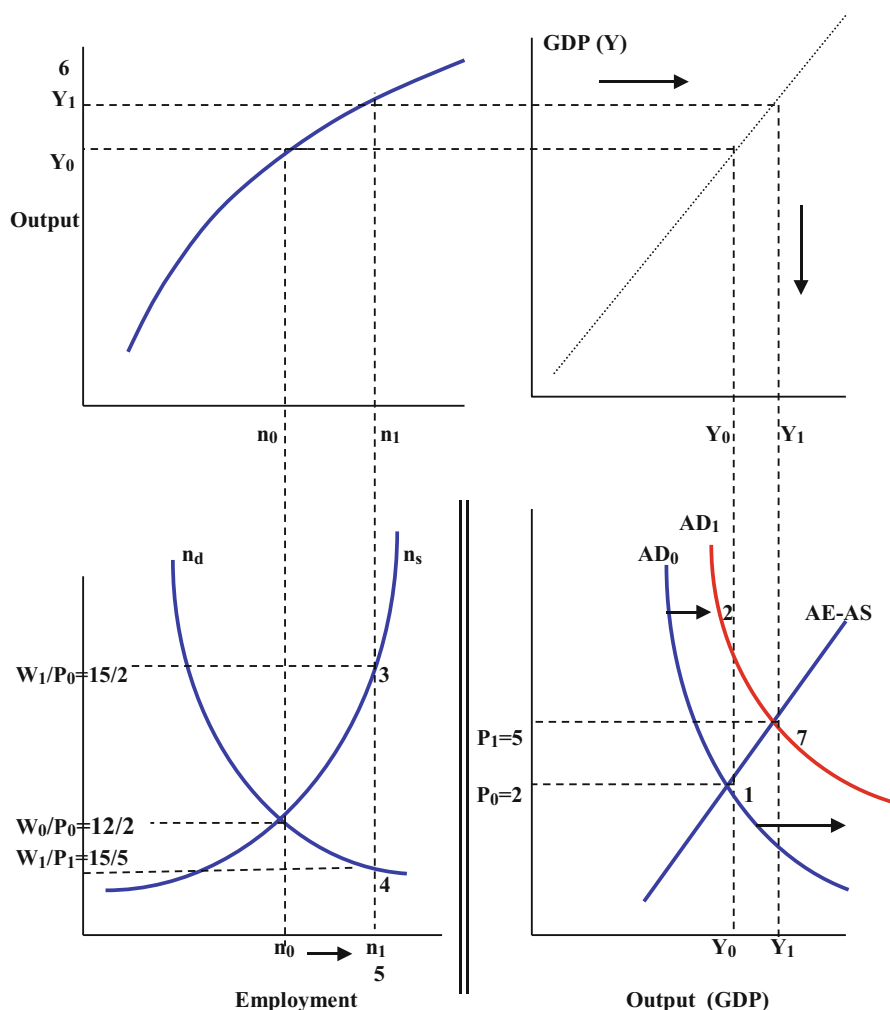 GDP (Y)
6
Y₁
Y₀
Output
n₀ n₁ Y₀ Y₁
AD₁
AD₀
n_d n_s
2 AE-AS
W₁/P₀=15/2 3
P₁=5 7
P₀=2 1
W₀/P₀=12/2
W₁/P₁=15/5
4
n₀ n₁ Y₀ Y₁
5
Employment Output (GDP)